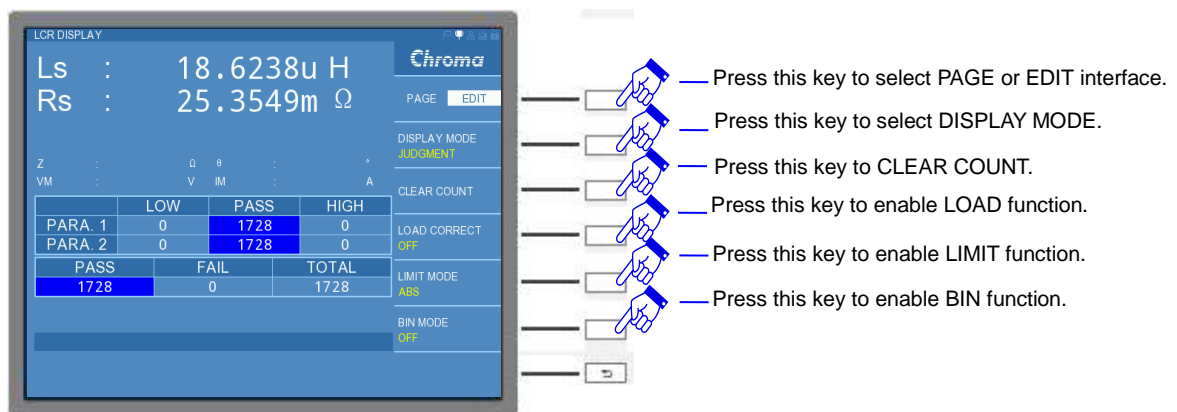 LCR DISPLAY
Chroma
Ls : 18.6238u H
Rs : 25.3549m Ω
PAGE EDIT
DISPLAY MODE
JUDGMENT
Z : Ω θ : °
VM : V IM : A
CLEAR COUNT
LOW PASS HIGH
PARA. 1 0 1728 0
PARA. 2 0 1728 0
LOAD CORRECT
OFF
PASS FAIL TOTAL
1728 0 1728
LIMIT MODE
ABS
BIN MODE
OFF
Press this key to select PAGE or EDIT interface.
Press this key to select DISPLAY MODE.
Press this key to CLEAR COUNT.
Press this key to enable LOAD function.
Press this key to enable LIMIT function.
Press this key to enable BIN function.